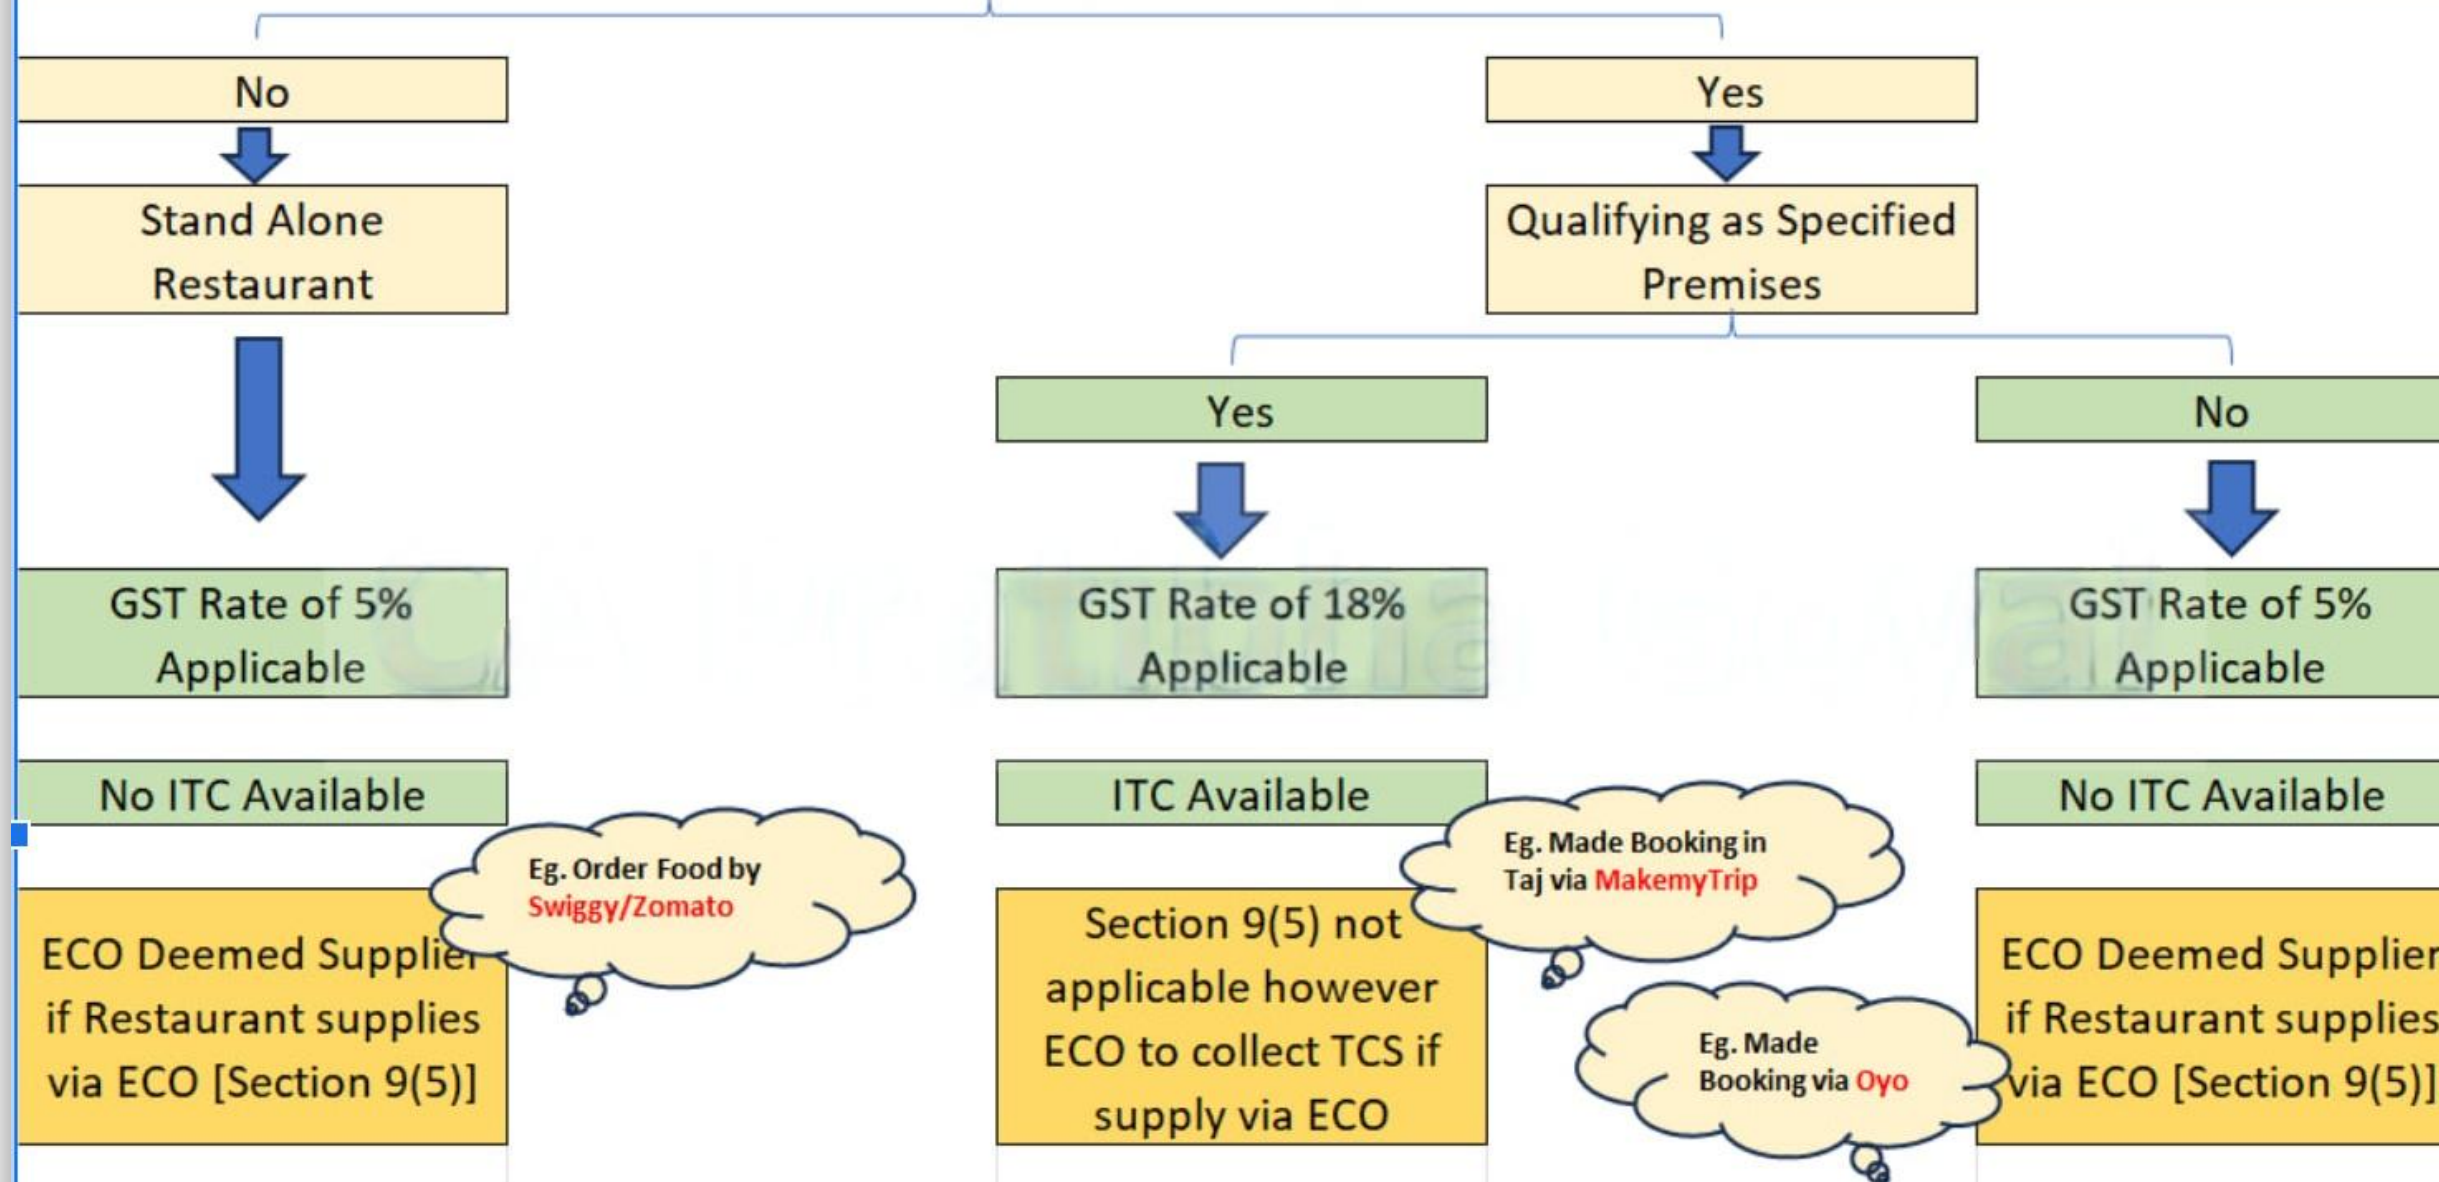 No
Yes
Stand Alone
Restaurant
Qualifying as Specified
Premises
Yes
No
GST Rate of 5%
Applicable
GST Rate of 18%
Applicable
GST Rate of 5%
Applicable
No ITC Available
ITC Available
No ITC Available
Eg. Order Food by
Swiggy/Zomato
Eg. Made Booking in
Taj via MakemyTrip
ECO Deemed Supplier
if Restaurant supplies
via ECO [Section 9(5)]
Section 9(5) not
applicable however
ECO to collect TCS if
supply via ECO
Eg. Made
Booking via Oyo
ECO Deemed Supplier
if Restaurant supplies
via ECO [Section 9(5)]